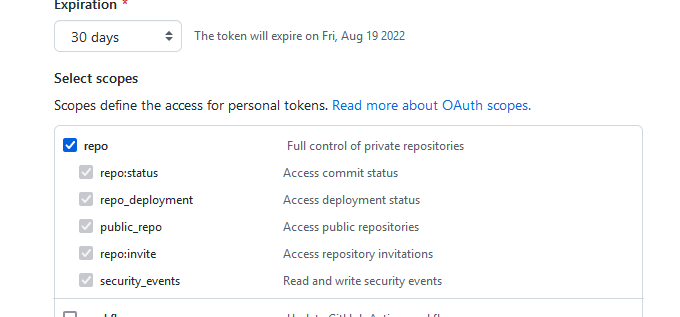 Expiration *
30 days
The token will expire on Fri, Aug 19 2022
Select scopes
Scopes define the access for personal tokens. Read more about OAuth scopes.
repo Full control of private repositories
repo:status Access commit status
repo_deployment Access deployment status
public_repo Access public repositories
repo:invite Access repository invitations
security_events Read and write security events